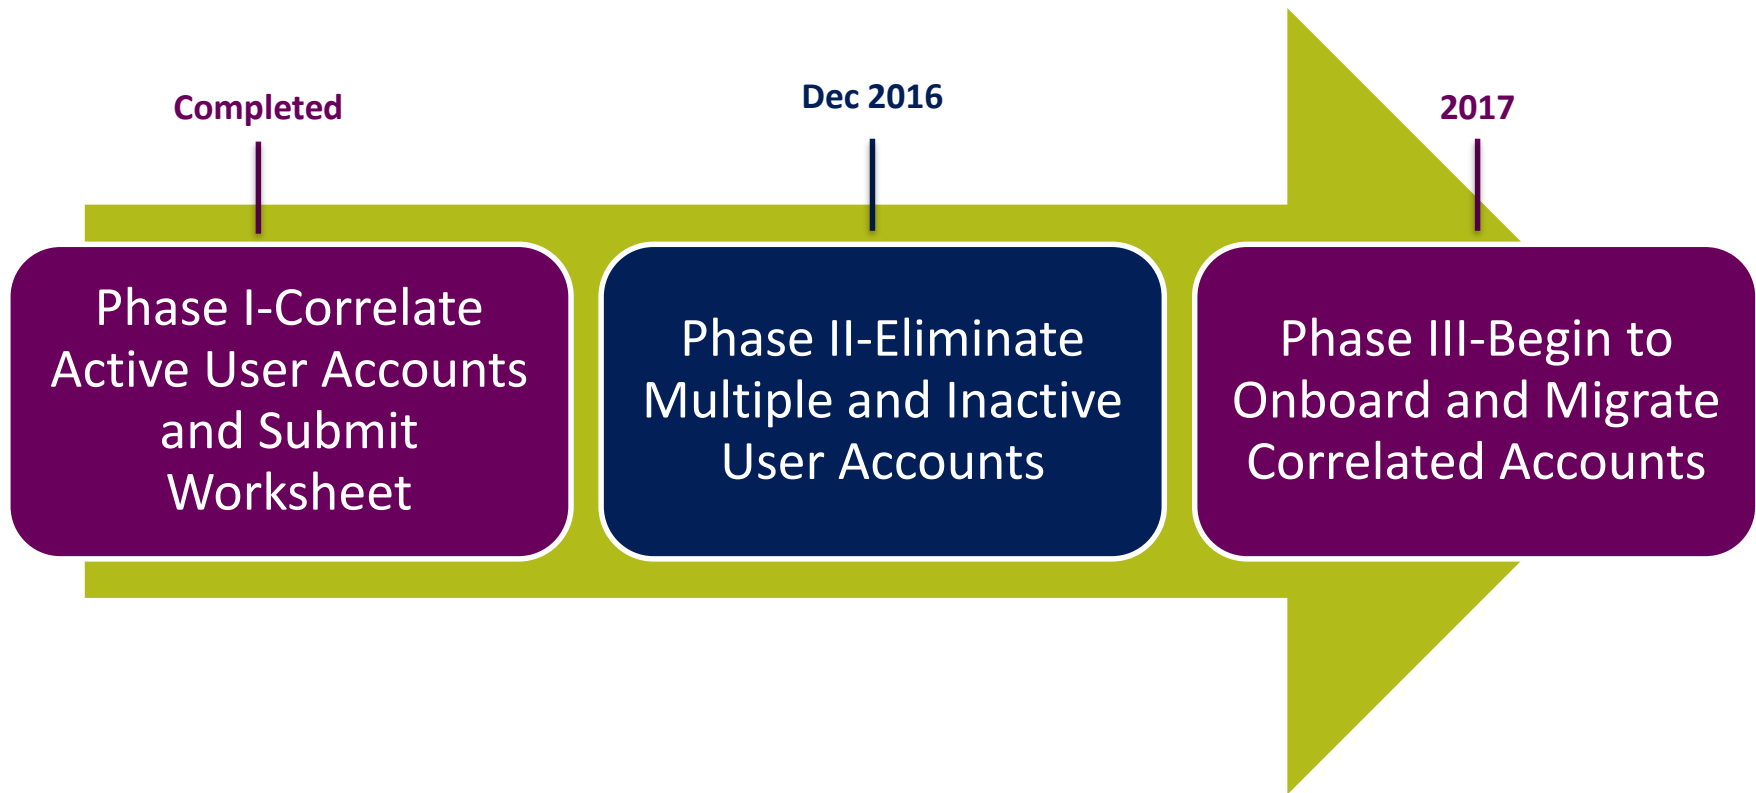 Completed
Dec 2016
2017
Phase I-Correlate
Active User Accounts
and Submit
Worksheet
Phase II-Eliminate
Multiple and Inactive
User Accounts
Phase III-Begin to
Onboard and Migrate
Correlated Accounts